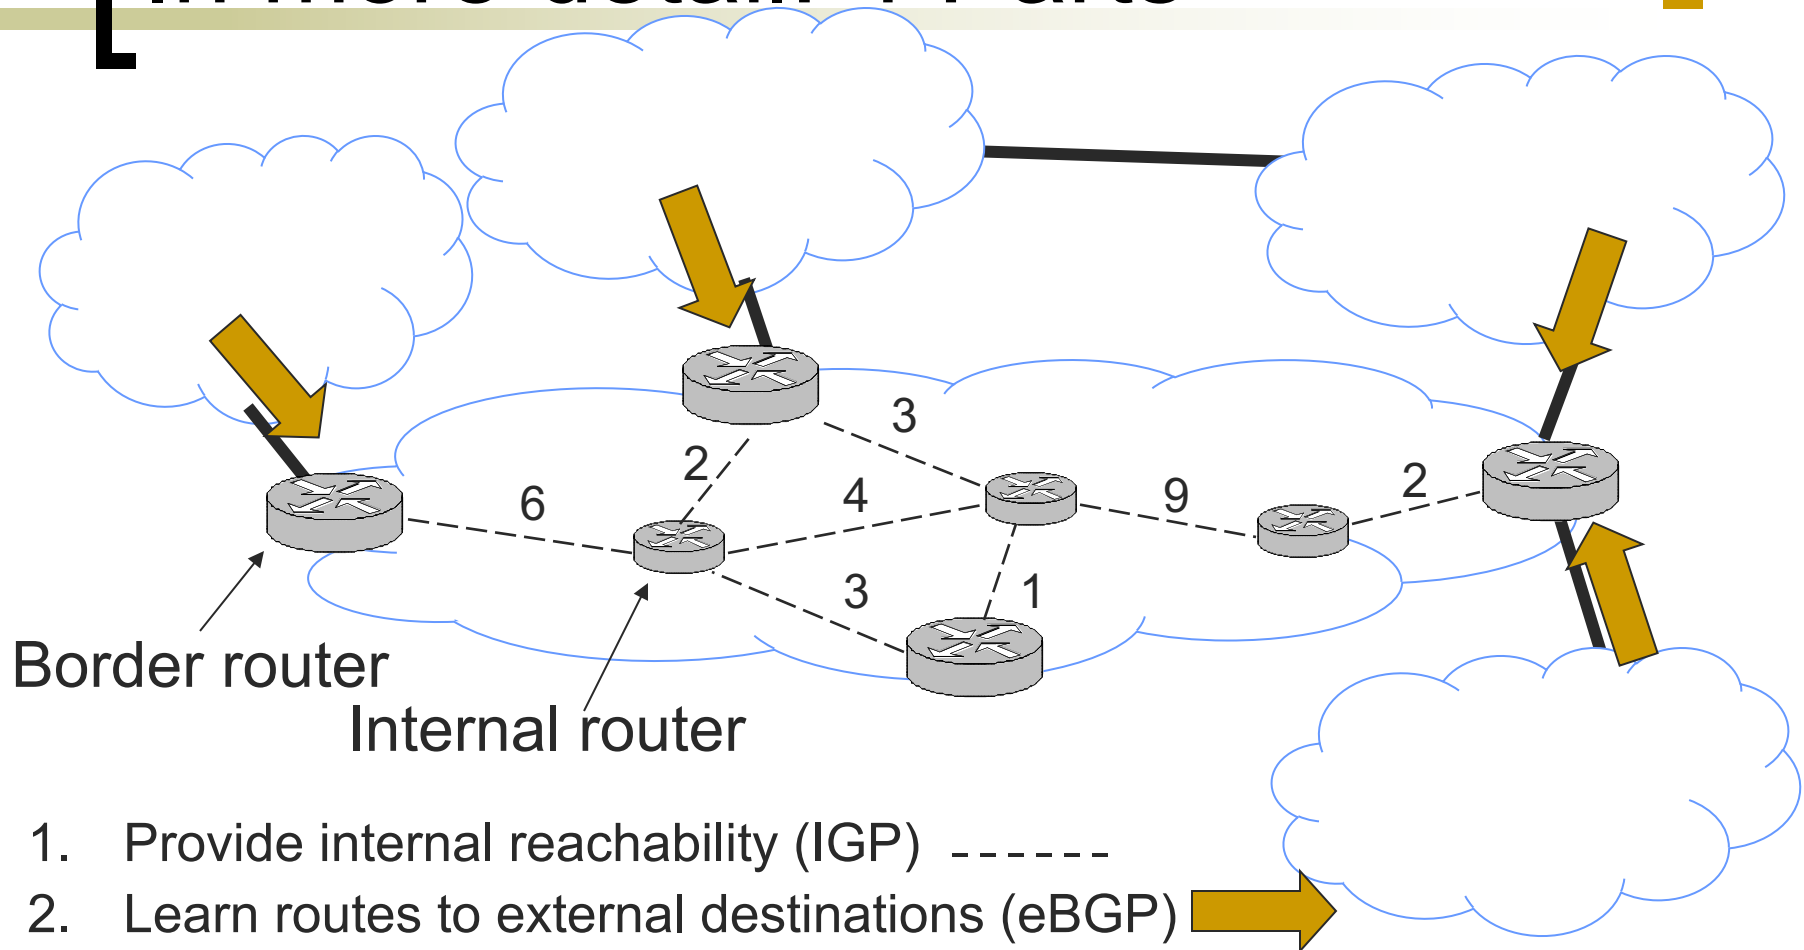 3
2
6
4
9
2
3
1
Border router
Internal router
1. Provide internal reachability (IGP) ------
2. Learn routes to external destinations (eBGP)